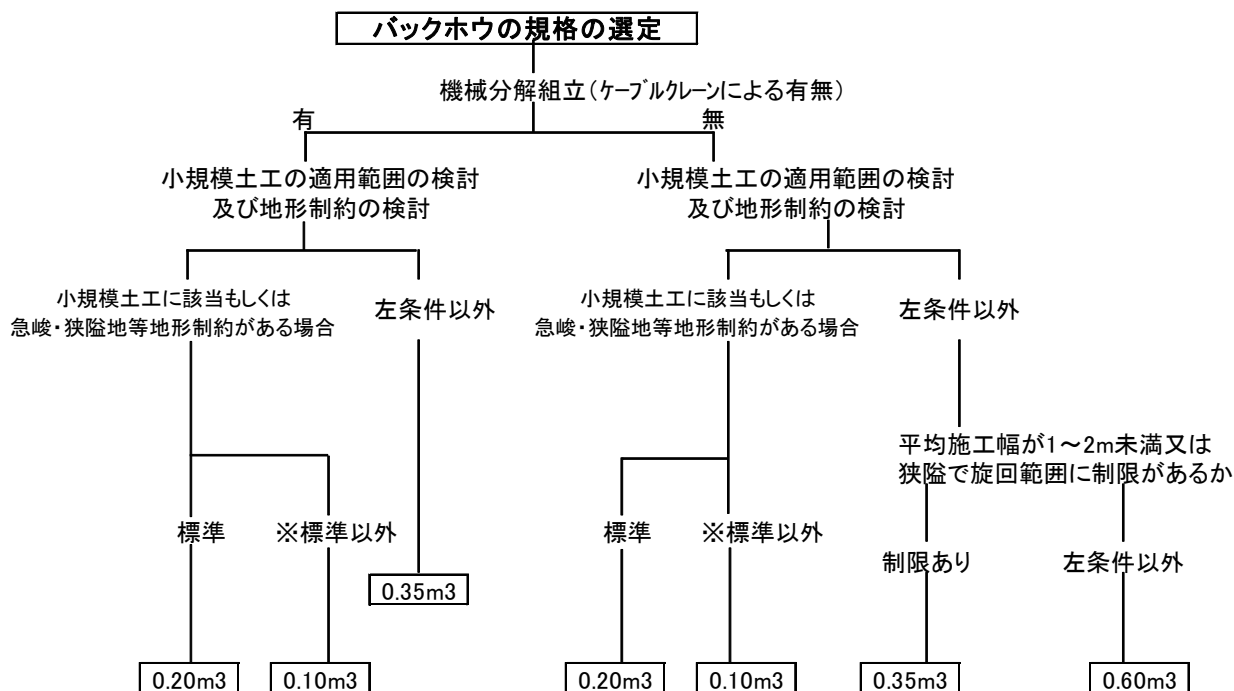 バックホウの規格の選定
機械分解組立(ケーブルクレーンによる有無)
有
無
小規模土工の適用範囲の検討
及び地形制約の検討
小規模土工の適用範囲の検討
及び地形制約の検討
小規模土工に該当もしくは
急峻・狭隘地等地形制約がある場合
左条件以外
小規模土工に該当もしくは
急峻・狭隘地等地形制約がある場合
左条件以外
平均施工幅が1~2m未満又は
狭隘で旋回範囲に制限があるか
標準
※標準以外
標準
※標準以外
制限あり
左条件以外
0.35m3
0.20m3
0.10m3
0.20m3
0.10m3
0.35m3
0.60m3